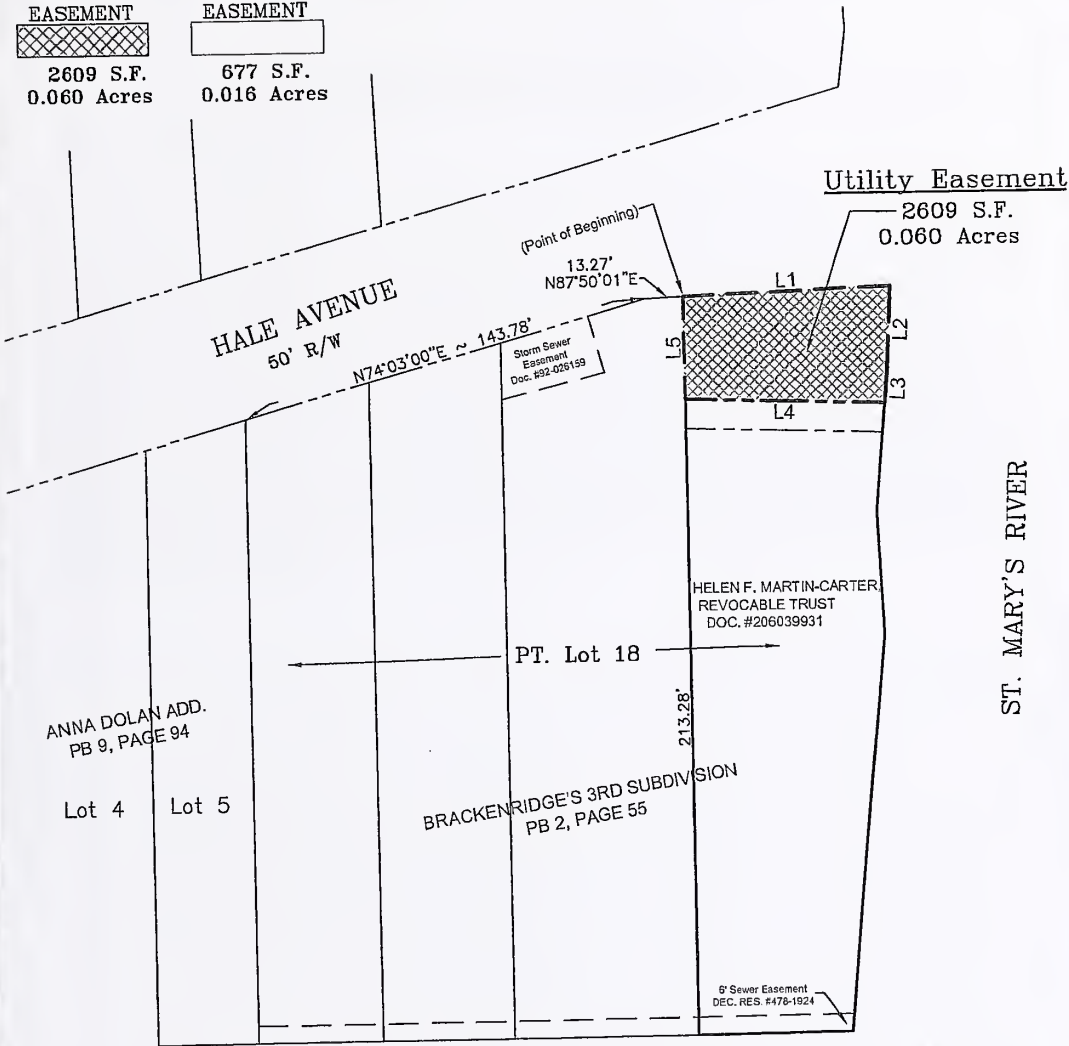 EASEMENT
2609 S.F.
0.060 Acres
EASEMENT
677 S.F.
0.016 Acres
Utility Easement
2609 S.F.
0.060 Acres
(Point of Beginning)
13.27'
N87°50'01"E
L1
L2
L3
L4
L5
HALE AVENUE
50' R/W
N74°03'00"E ~ 143.78'
Storm Sewer
Easement
Doc. #92-026159
ST. MARY'S RIVER
HELEN F. MARTIN-CARTER
REVOCABLE TRUST
DOC. #206039931
PT. Lot 18
213.28'
ANNA DOLAN ADD.
PB 9, PAGE 94
Lot 4
Lot 5
BRACKENRIDGE'S 3RD SUBDIVISION
PB 2, PAGE 55
6' Sewer Easement
DEC. RES. #478-1924